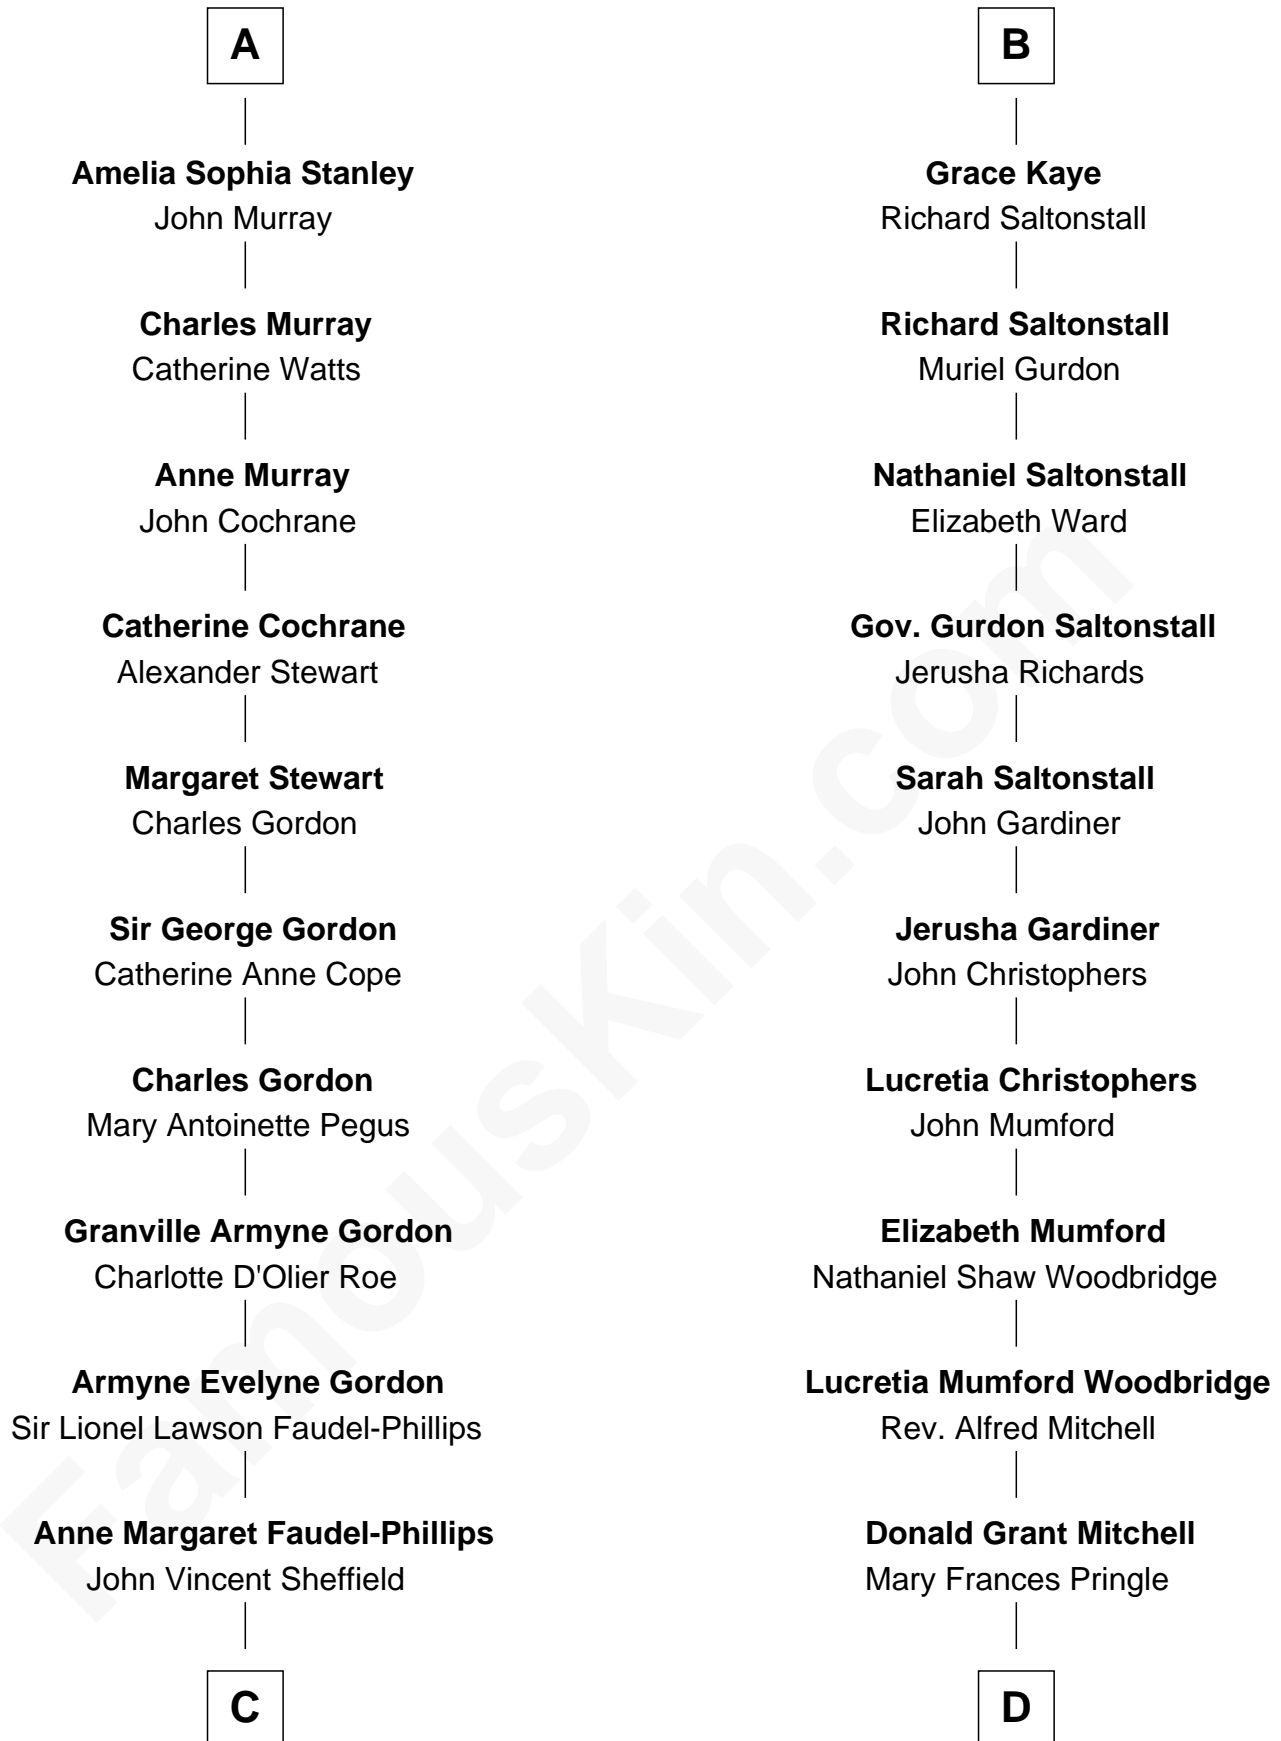 A
Amelia Sophia Stanley
John Murray
Charles Murray
Catherine Watts
Anne Murray
John Cochrane
Catherine Cochrane
Alexander Stewart
Margaret Stewart
Charles Gordon
Sir George Gordon
Catherine Anne Cope
Charles Gordon
Mary Antoinette Pegus
Granville Armyne Gordon
Charlotte D'Olier Roe
Armyne Evelyne Gordon
Sir Lionel Lawson Faudel-Phillips
Anne Margaret Faudel-Phillips
John Vincent Sheffield
C
B
Grace Kaye
Richard Saltonstall
Richard Saltonstall
Muriel Gurdon
Nathaniel Saltonstall
Elizabeth Ward
Gov. Gurdon Saltonstall
Jerusha Richards
Sarah Saltonstall
John Gardiner
Jerusha Gardiner
John Christophers
Lucretia Christophers
John Mumford
Elizabeth Mumford
Nathaniel Shaw Woodbridge
Lucretia Mumford Woodbridge
Rev. Alfred Mitchell
Donald Grant Mitchell
Mary Frances Pringle
D
FamousKin.com